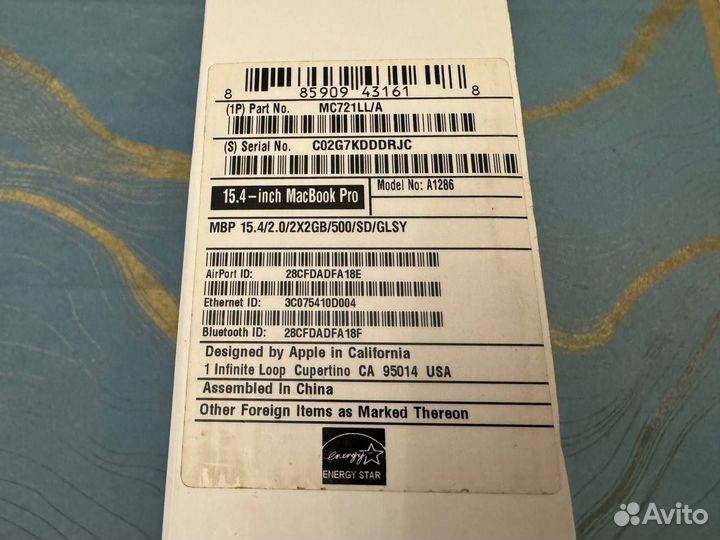 8 85909 43161 8
(1P) Part No. MC721LL/A
(S) Serial No. C02G7KDDDRJC
15.4-inch MacBook Pro Model No: A1286
MBP 15.4/2.0/2X2GB/500/SD/GLSY
AirPort ID: 28CFDADFA18E
Ethernet ID: 3C075410D004
Bluetooth ID: 28CFDADFA18F
Designed by Apple in California
1 Infinite Loop Cupertino CA 95014 USA
Assembled In China
Other Foreign Items as Marked Thereon
energy
ENERGY STAR
Avito